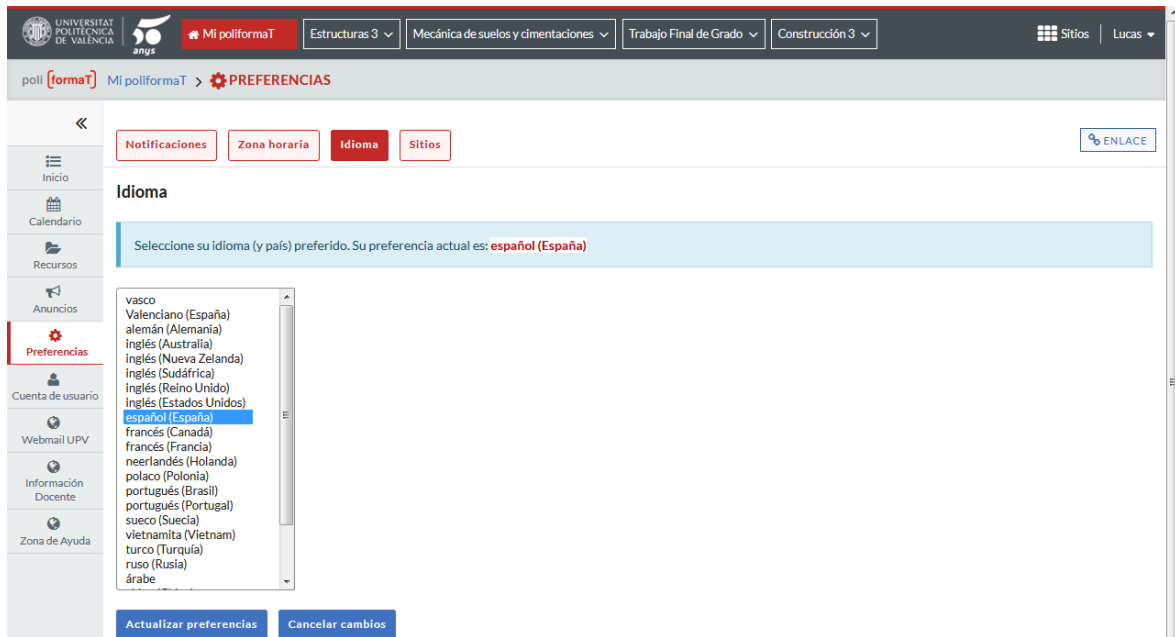 UNIVERSITAT
POLITÈCNICA
DE VALÈNCIA
50
anys
Mi poliformaT
Estructuras 3
Mecánica de suelos y cimentaciones
Trabajo Final de Grado
Construcción 3
Sitios
Lucas
poli [formaT] Mi poliformaT > PREFERENCIAS
Notificaciones
Zona horaria
Idioma
Sitios
ENLACE
Inicio
Calendario
Recursos
Anuncios
Preferencias
Cuenta de usuario
Webmail UPV
Información
Docente
Zona de Ayuda
Idioma
Seleccione su idioma (y país) preferido. Su preferencia actual es: español (España)
vasco
Valenciano (España)
alemán (Alemania)
inglés (Australia)
inglés (Nueva Zelanda)
inglés (Sudáfrica)
inglés (Reino Unido)
inglés (Estados Unidos)
español (España)
francés (Canadá)
francés (Francia)
neerlandés (Holanda)
polaco (Polonia)
portugués (Brasil)
portugués (Portugal)
sueco (Suecia)
vietnamita (Vietnam)
turco (Turquía)
ruso (Rusia)
árabe
Actualizar preferencias
Cancelar cambios